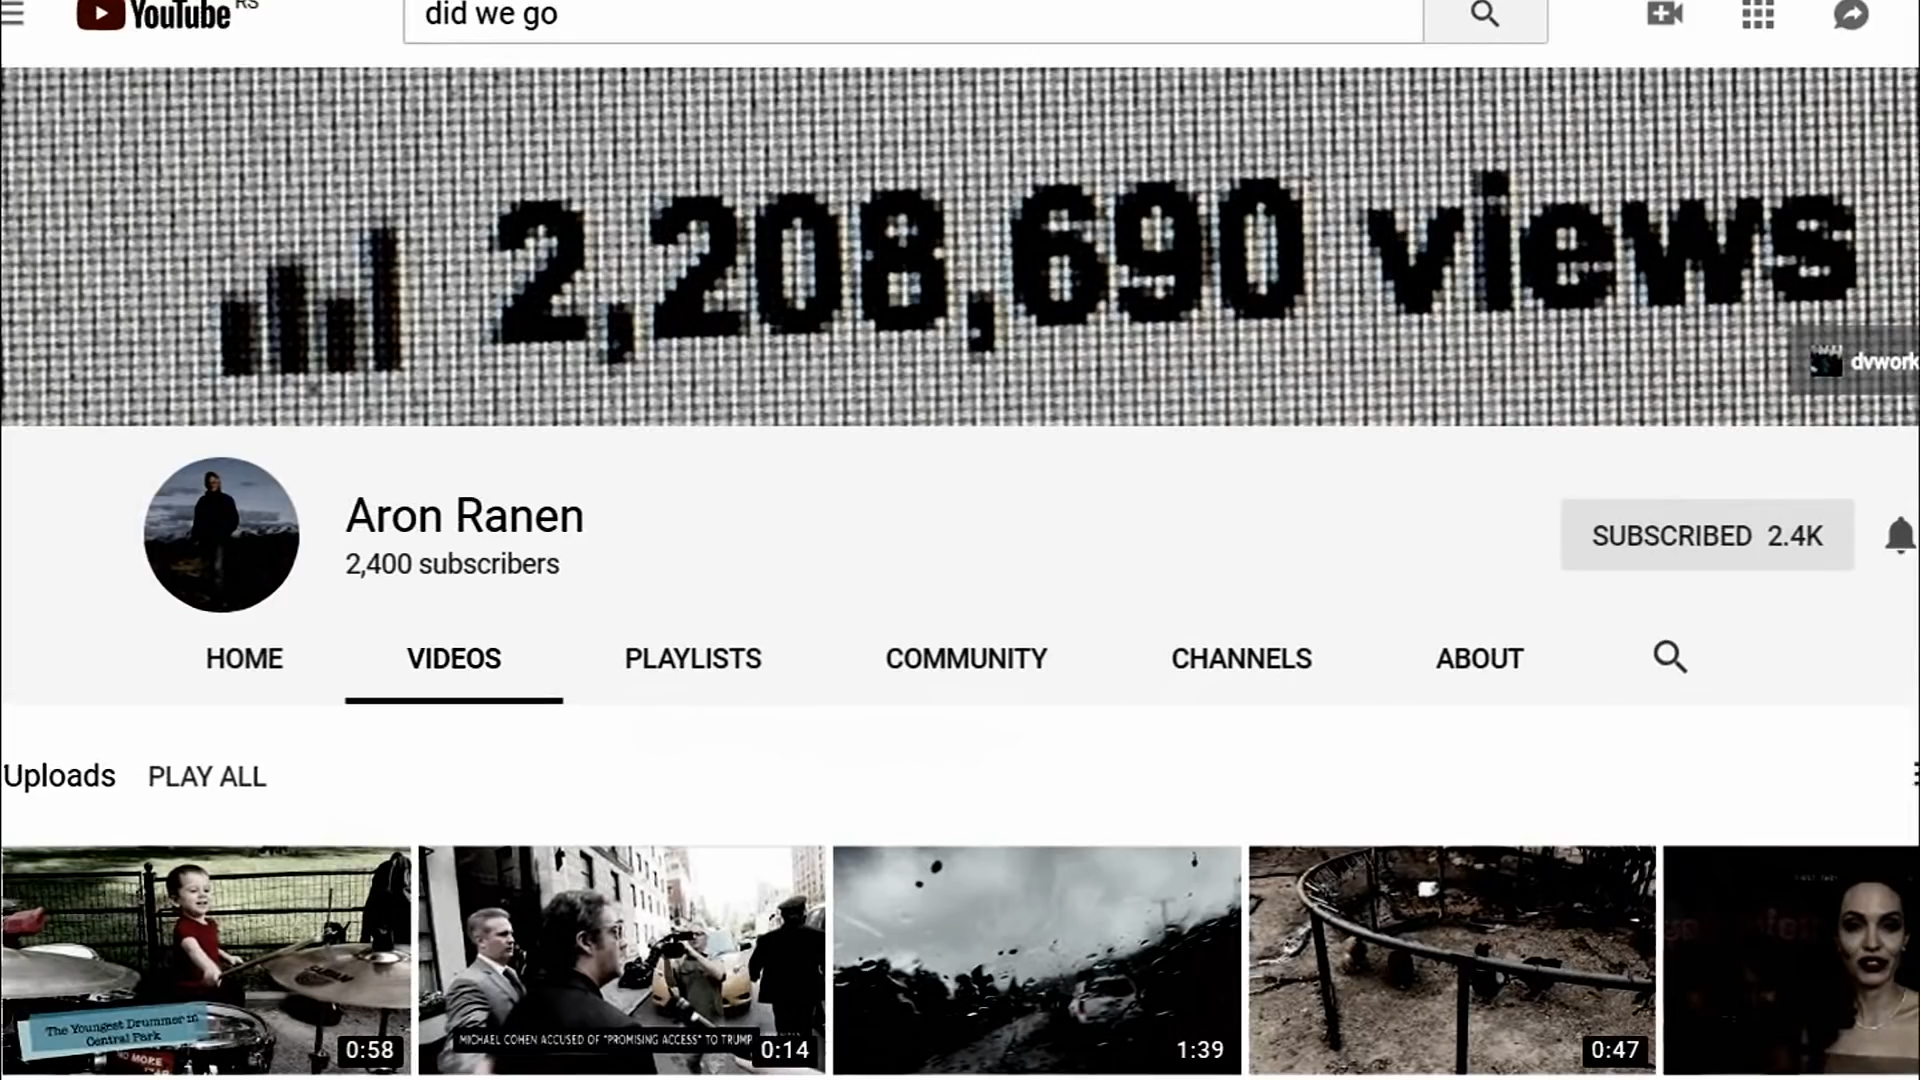 YouTube RS
did we go
2,208,690 views
dvwork
Aron Ranen
2,400 subscribers
SUBSCRIBED 2.4K
HOME VIDEOS PLAYLISTS COMMUNITY CHANNELS ABOUT
Uploads PLAY ALL
The Youngest Drummer in
Central Park
NO MORE
0:58
MICHAEL COHEN ACCUSED OF "PROMISING ACCESS" TO TRUMP
0:14
1:39
0:47